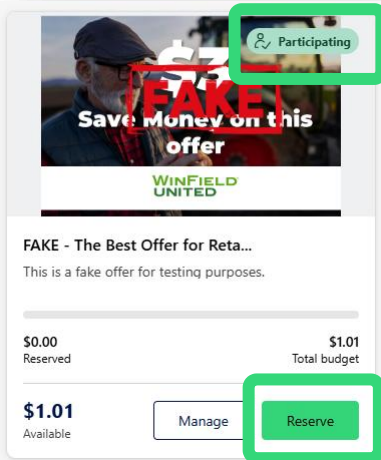 Participating
$3
FAKE
Save Money on this
offer
WINFIELD
UNITED
FAKE - The Best Offer for Reta...
This is a fake offer for testing purposes.
$0.00
$1.01
Reserved
Total budget
$1.01
Available
Manage
Reserve